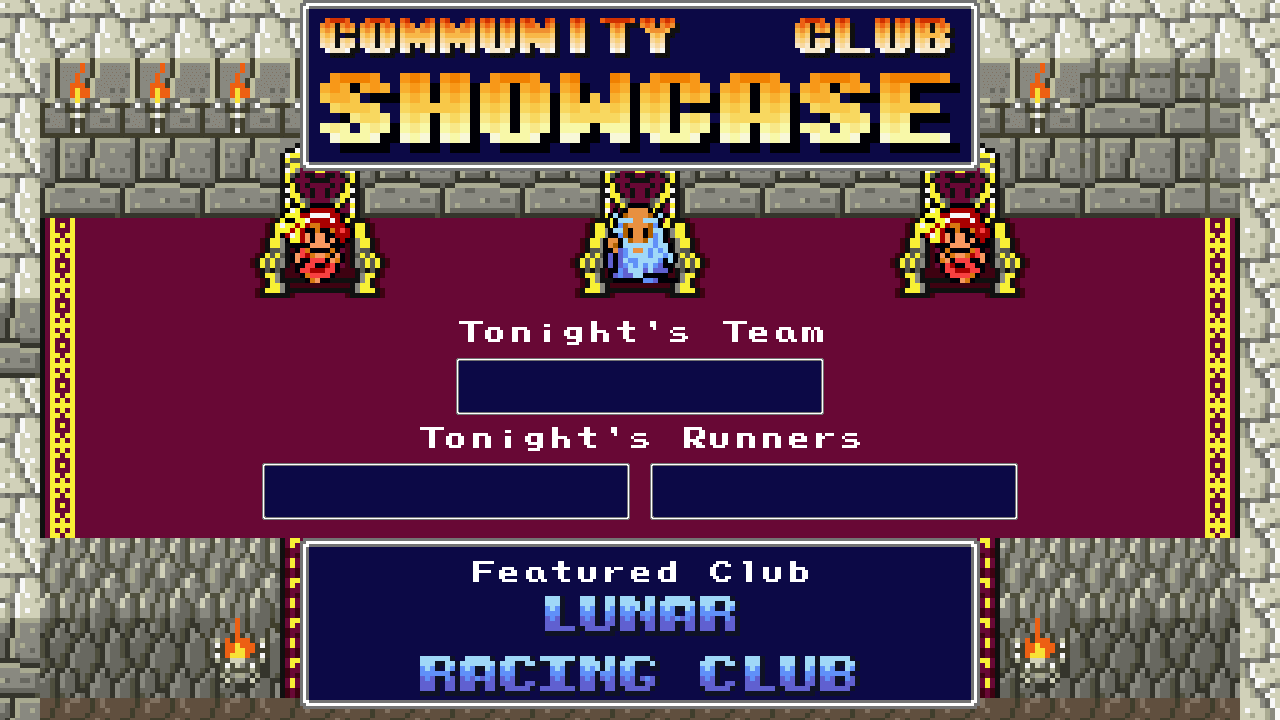 COMMUNITY CLUB
SHOWCASE
Tonight's Team
Tonight's Runners
Featured Club
LUNAR
RACING CLUB